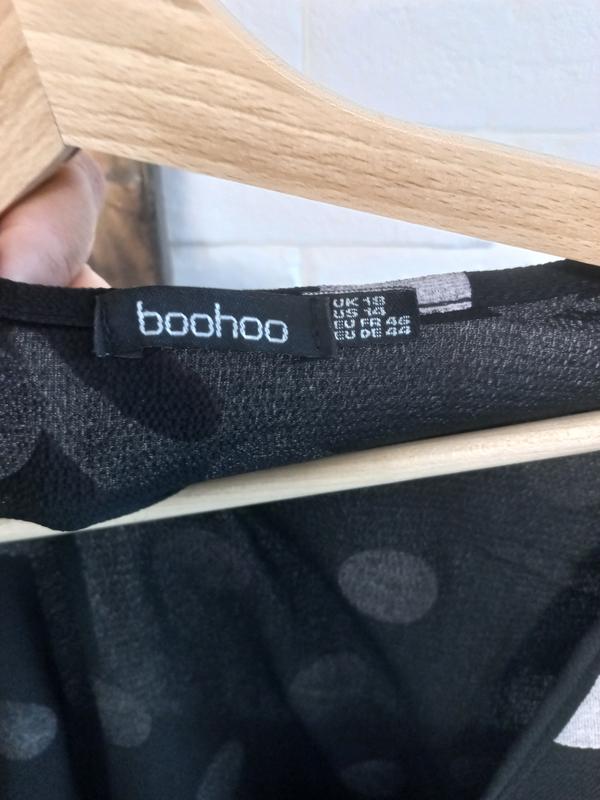 boohoo
UK 18
US 14
EU FR 46
EU DE 44